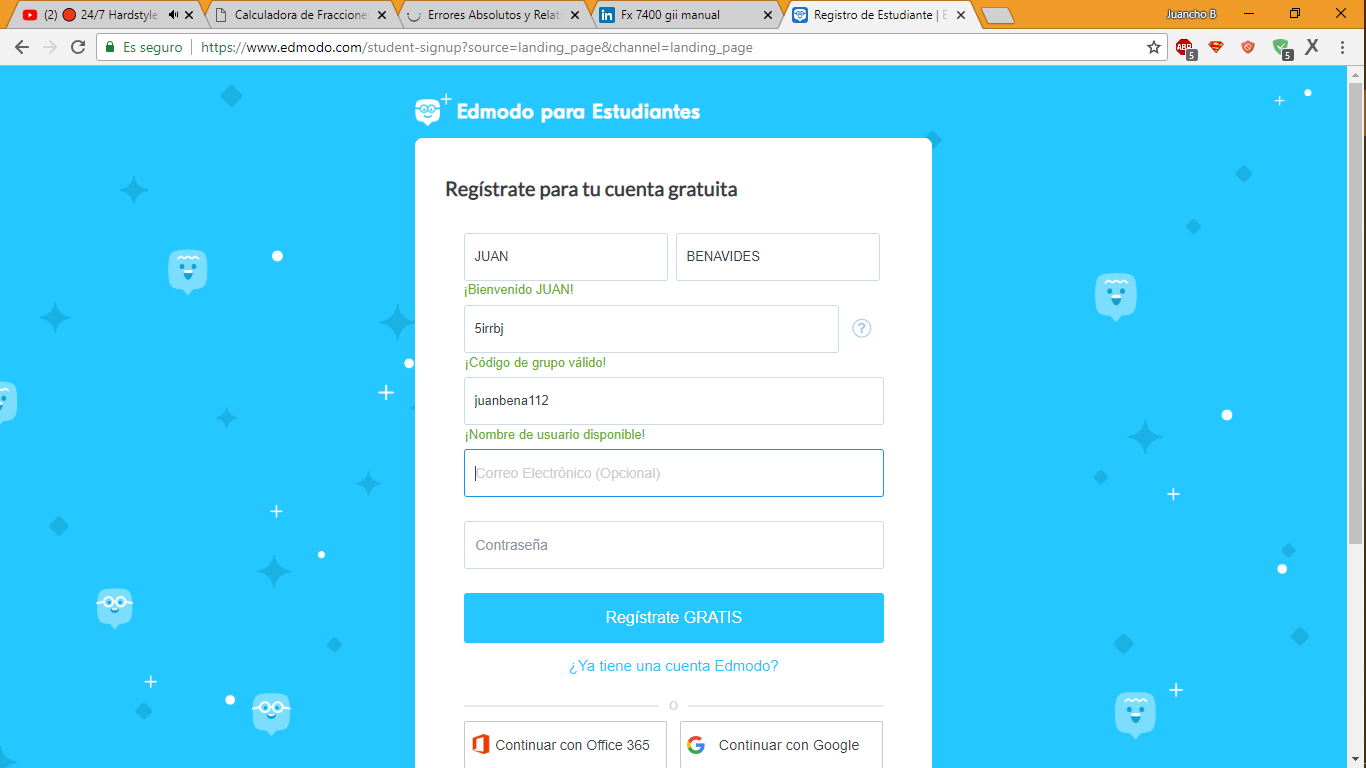 (2) 🔴 24/7 Hardstyle
Calculadora de Fraccione
Errores Absolutos y Relat
Fx 7400 gii manual
Registro de Estudiante | E
Juancho B
Es seguro
https://www.edmodo.com/student-signup?source=landing_page&channel=landing_page
ABP
5
5
X
Edmodo para Estudiantes
Regístrate para tu cuenta gratuita
JUAN
BENAVIDES
¡Bienvenido JUAN!
5irrbj
?
¡Código de grupo válido!
juanbena112
¡Nombre de usuario disponible!
Correo Electrónico (Opcional)
Contraseña
Regístrate GRATIS
¿Ya tiene una cuenta Edmodo?
O
Continuar con Office 365
Continuar con Google